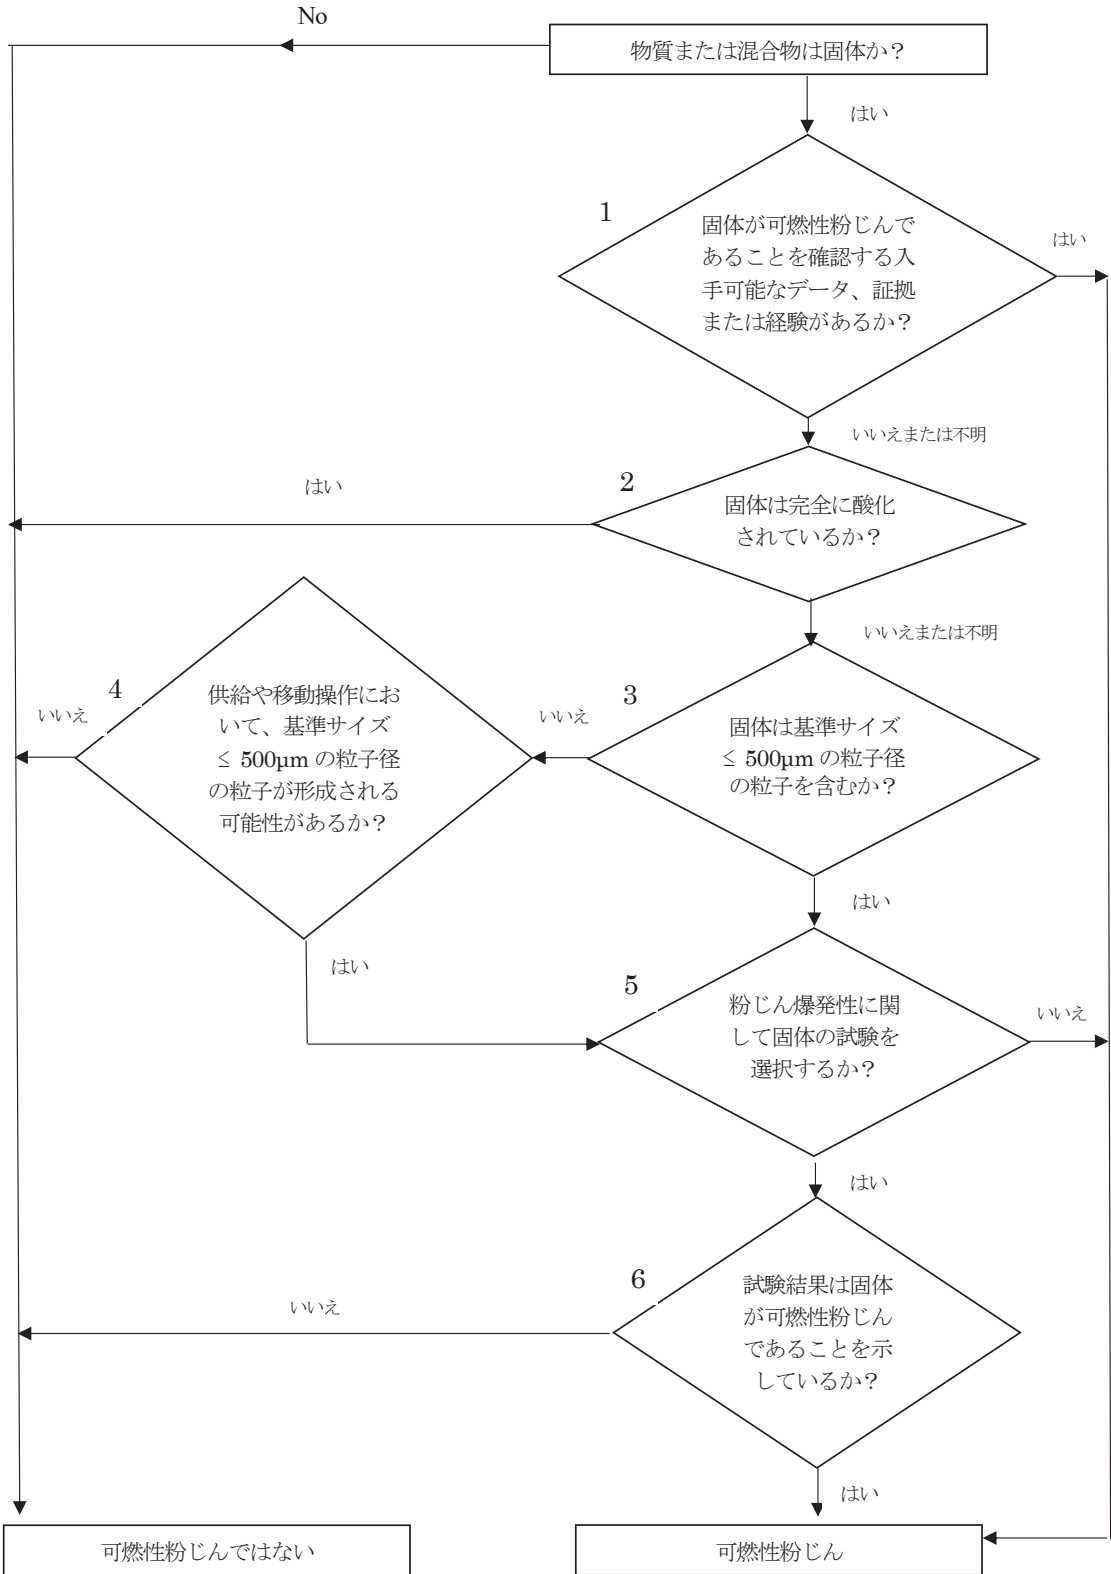 No
物質または混合物は固体か？
はい
1
固体が可燃性粉じんで
あることを確認する入
手可能なデータ、証拠
または経験があるか？
はい
いいえまたは不明
2
固体は完全に酸化
されているか？
はい
いいえまたは不明
3
固体は基準サイズ
≤ 500µm の粒子径
の粒子を含むか？
いいえ
4
供給や移動操作にお
いて、基準サイズ
≤ 500µm の粒子径
の粒子が形成される
可能性があるか？
いいえ
はい
はい
5
粉じん爆発性に関
して固体の試験を
選択するか？
いいえ
はい
6
試験結果は固体
が可燃性粉じん
であることを示
しているか？
いいえ
はい
可燃性粉じんではない
可燃性粉じん